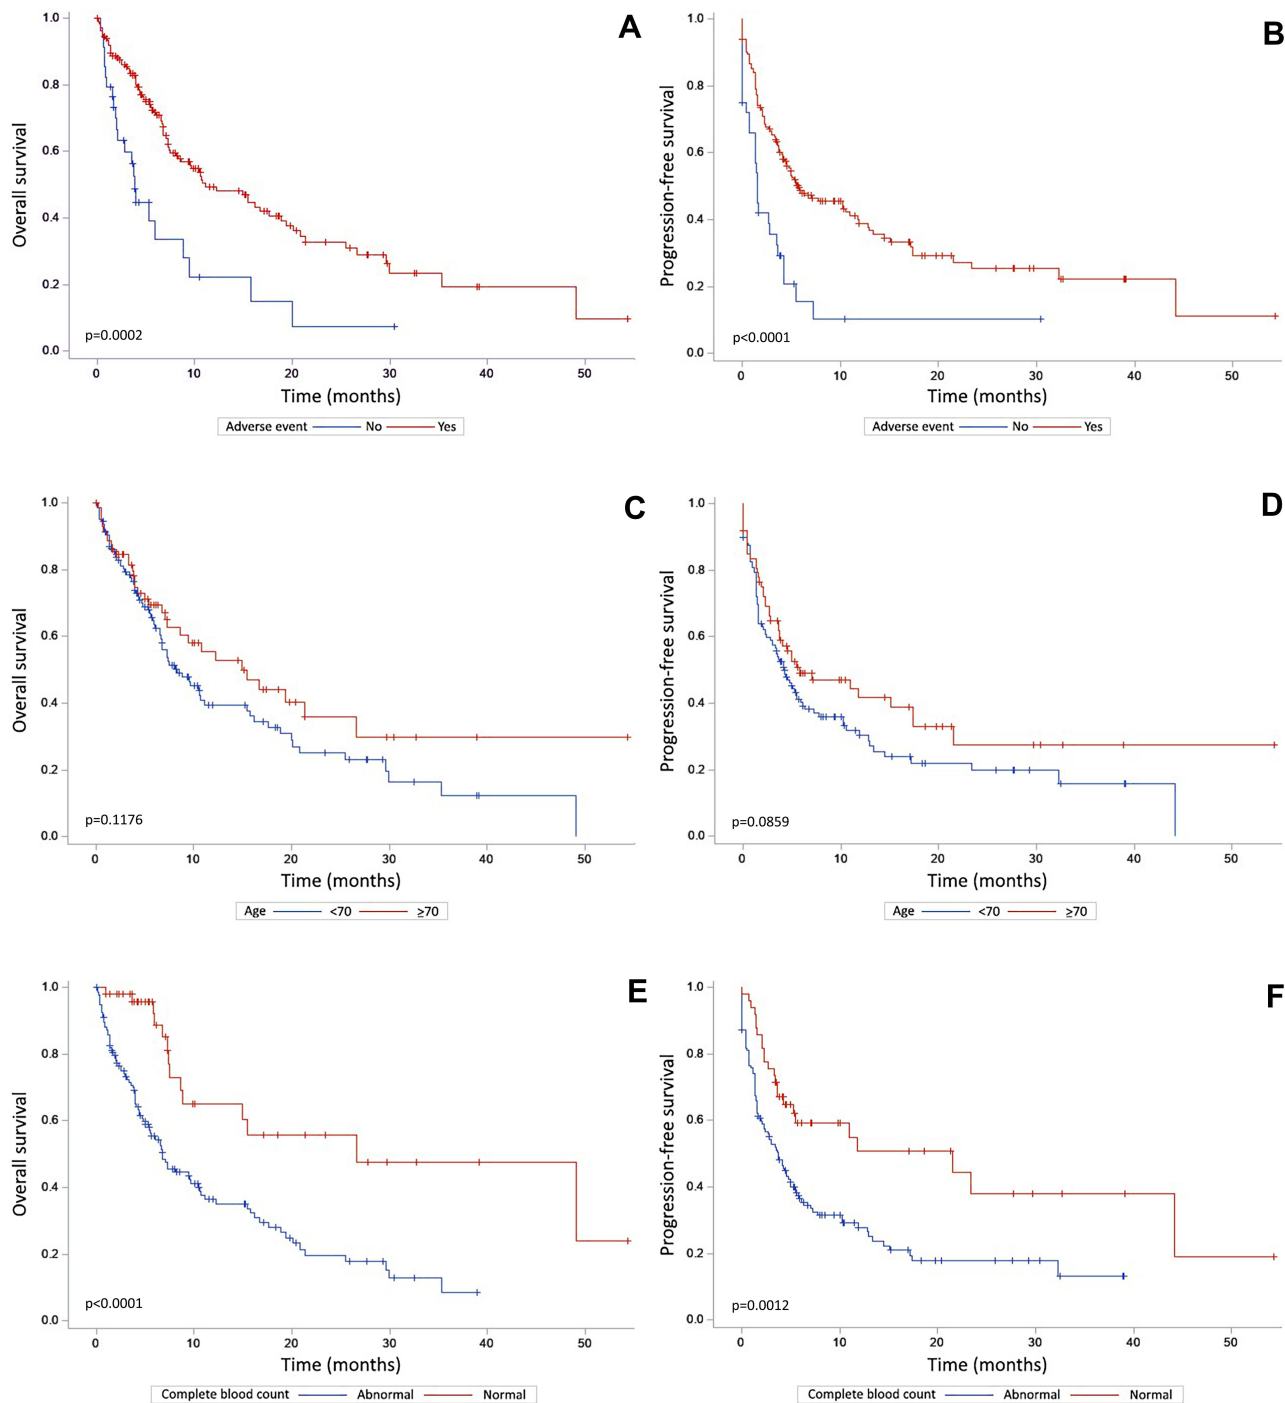 A
Overall survival
1.0
0.8
0.6
0.4
0.2
0.0
p=0.0002
0 10 20 30 40 50
Time (months)
Adverse event No Yes
B
Progression-free survival
1.0
0.8
0.6
0.4
0.2
0.0
p<0.0001
0 10 20 30 40 50
Time (months)
Adverse event No Yes
C
Overall survival
1.0
0.8
0.6
0.4
0.2
0.0
p=0.1176
0 10 20 30 40 50
Time (months)
Age <70 ≥70
D
Progression-free survival
1.0
0.8
0.6
0.4
0.2
0.0
p=0.0859
0 10 20 30 40 50
Time (months)
Age <70 ≥70
E
Overall survival
1.0
0.8
0.6
0.4
0.2
0.0
p<0.0001
0 10 20 30 40 50
Time (months)
Complete blood count Abnormal Normal
F
Progression-free survival
1.0
0.8
0.6
0.4
0.2
0.0
p=0.0012
0 10 20 30 40 50
Time (months)
Complete blood count Abnormal Normal